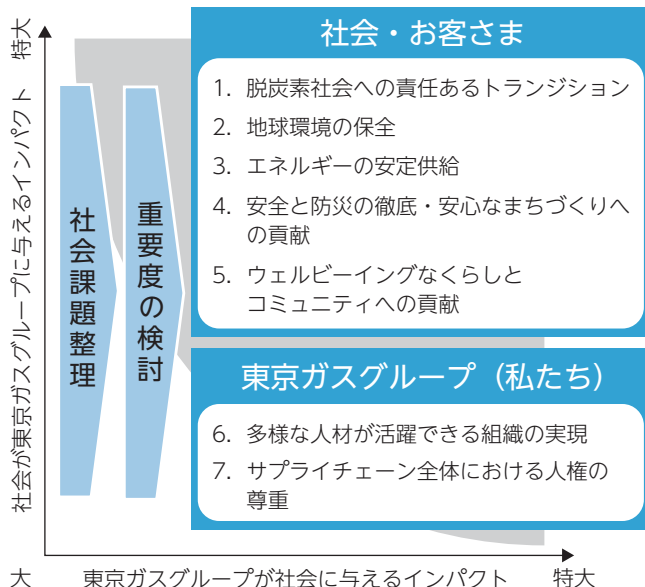 特大
社会が東京ガスグループに与えるインパクト
社会課題整理
重要度の検討
社会・お客さま
1. 脱炭素社会への責任あるトランジション
2. 地球環境の保全
3. エネルギーの安定供給
4. 安全と防災の徹底・安心なまちづくりへ
の貢献
5. ウェルビーイングなくらしと
コミュニティへの貢献
東京ガスグループ（私たち）
6. 多様な人材が活躍できる組織の実現
7. サプライチェーン全体における人権の
尊重
大
東京ガスグループが社会に与えるインパクト
特大